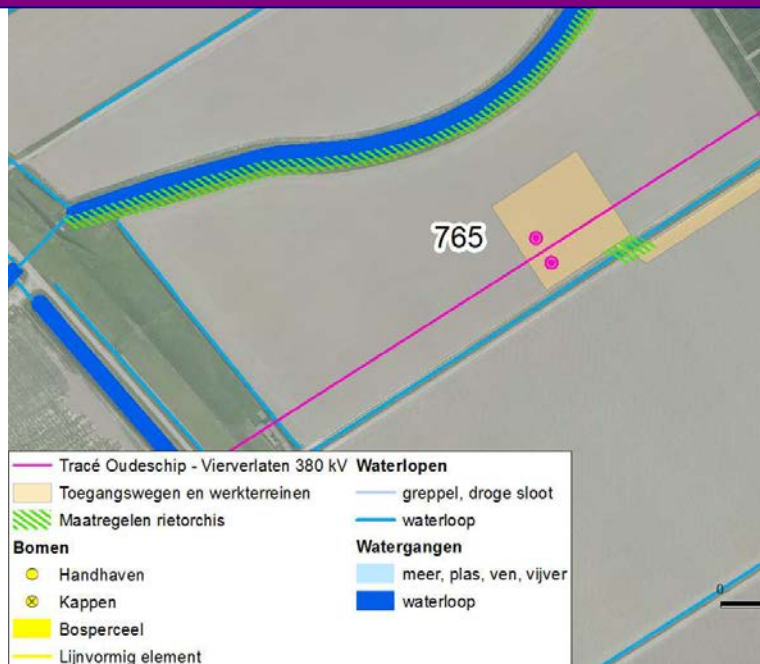 765
Tracé Oudeschip - Vierverlaten 380 kV
Toegangswegen en werkterreinen
Maatregelen rietorchis
Bomen
Handhaven
Kappen
Bosperceel
Lijnvormig element
Waterlopen
greppel, droge sloot
waterloop
Watergangen
meer, plas, ven, vijver
waterloop
0